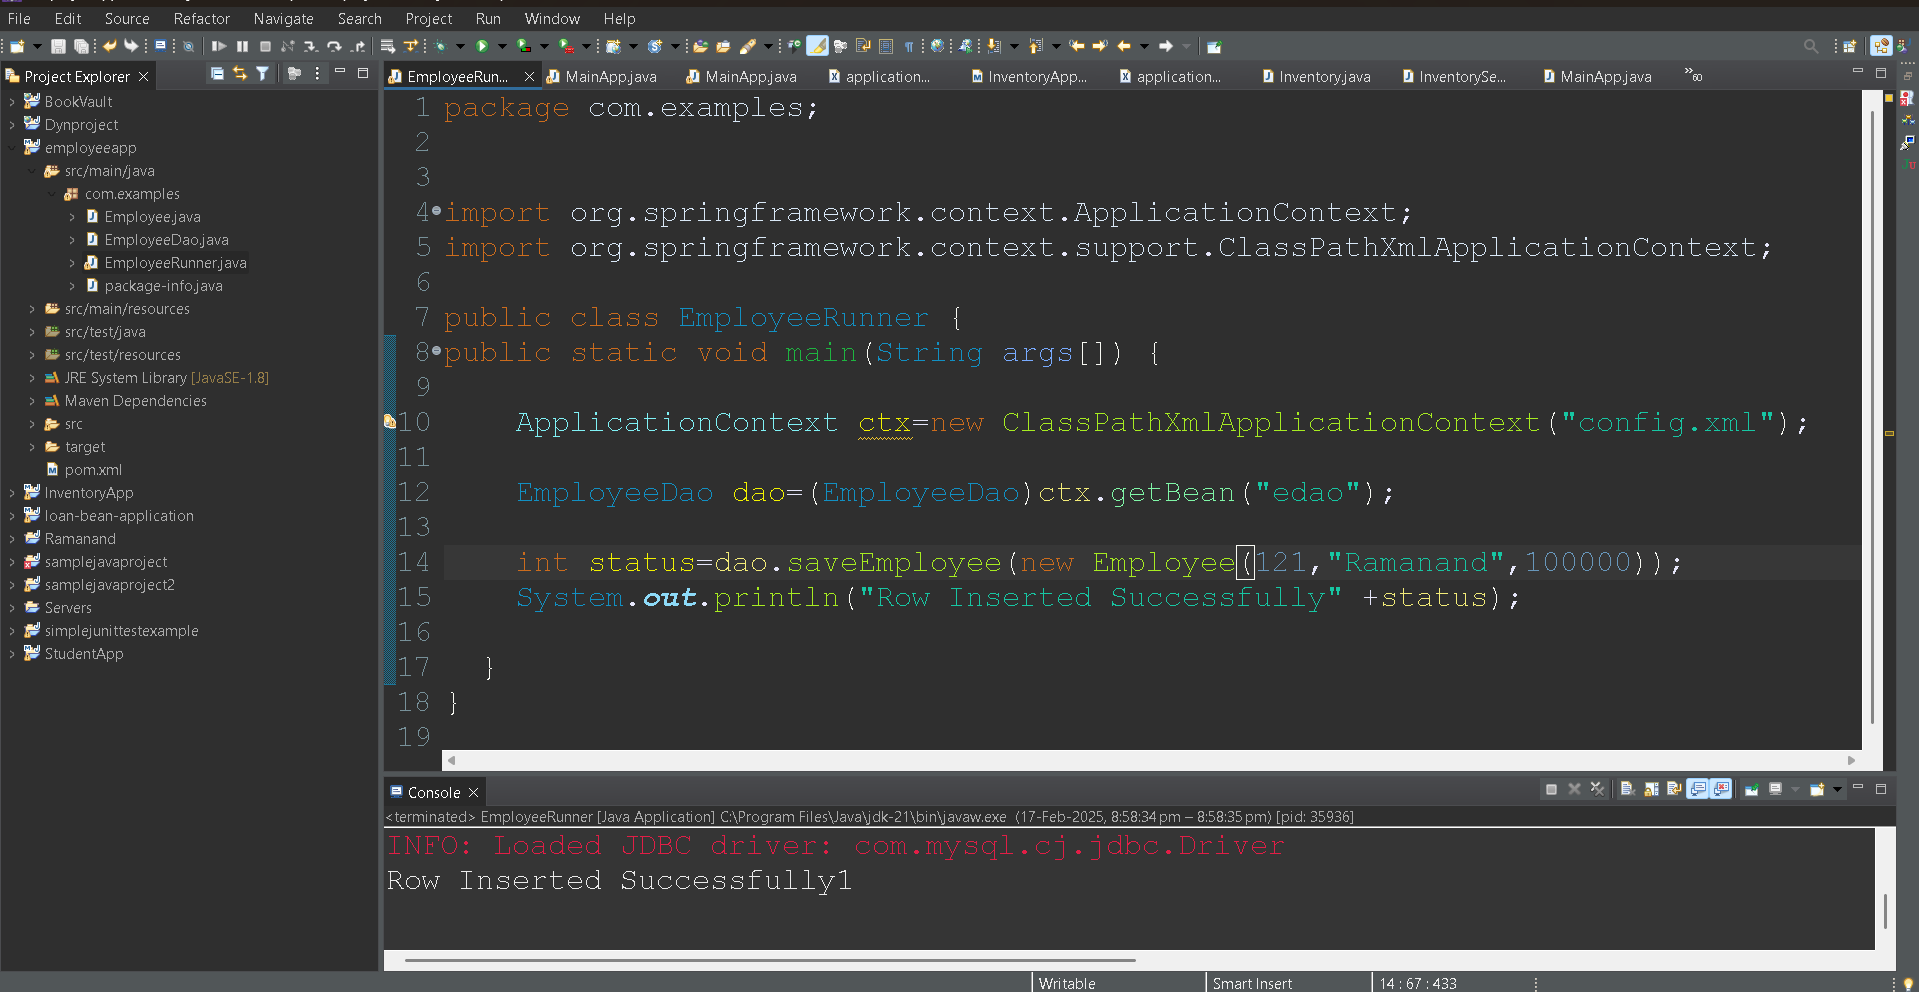 File Edit Source Refactor Navigate Search Project Run Window Help
Project Explorer
BookVault
Dynproject
employeeapp
src/main/java
com.examples
Employee.java
EmployeeDao.java
EmployeeRunner.java
package-info.java
src/main/resources
src/test/java
src/test/resources
JRE System Library [JavaSE-1.8]
Maven Dependencies
src
target
pom.xml
InventoryApp
loan-bean-application
Ramanand
samplejavaproject
samplejavaproject2
Servers
simplejunittestexample
StudentApp
EmployeeRun... MainApp.java MainApp.java application... InventoryApp... application... Inventory.java InventorySe... MainApp.java »60
1 package com.examples;
2
3
4 import org.springframework.context.ApplicationContext;
5 import org.springframework.context.support.ClassPathXmlApplicationContext;
6
7 public class EmployeeRunner {
8 public static void main(String args[]) {
9
10 ApplicationContext ctx=new ClassPathXmlApplicationContext("config.xml");
11
12 EmployeeDao dao=(EmployeeDao)ctx.getBean("edao");
13
14 int status=dao.saveEmployee(new Employee(121,"Ramanand",100000));
15 System.out.println("Row Inserted Successfully" +status);
16
17 }
18 }
19
Console
<terminated> EmployeeRunner [Java Application] C:\Program Files\Java\jdk-21\bin\javaw.exe (17-Feb-2025, 8:58:34 pm – 8:58:35 pm) [pid: 35936]
INFO: Loaded JDBC driver: com.mysql.cj.jdbc.Driver
Row Inserted Successfully1
Writable Smart Insert 14 : 67 : 433